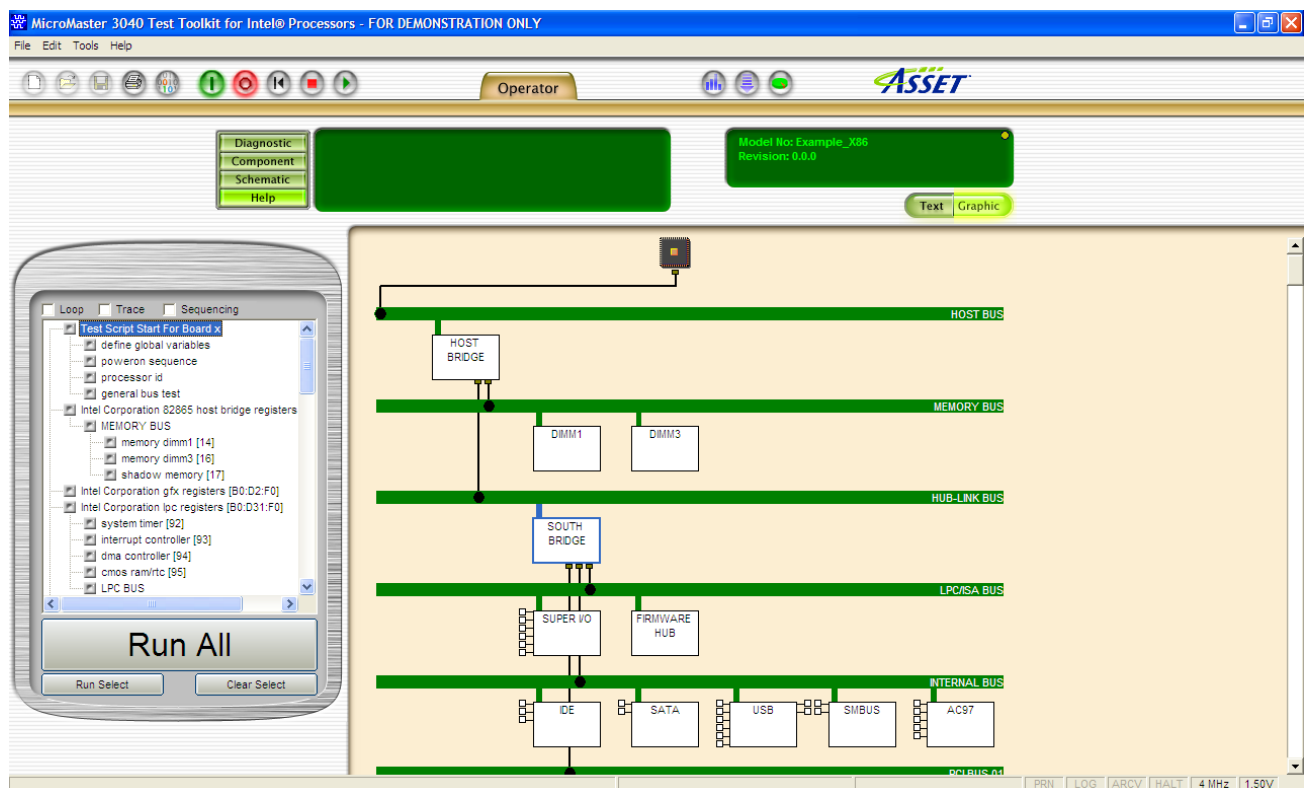 MicroMaster 3040 Test Toolkit for Intel® Processors - FOR DEMONSTRATION ONLY
File Edit Tools Help
Operator
ASSET
Diagnostic
Component
Schematic
Help
Model No: Example_X86
Revision: 0.0.0
Text Graphic
Loop Trace Sequencing
Test Script Start For Board x
define global variables
poweron sequence
processor id
general bus test
Intel Corporation 82865 host bridge registers
MEMORY BUS
memory dimm1 [14]
memory dimm3 [16]
shadow memory [17]
Intel Corporation gfx registers [B0:D2:F0]
Intel Corporation lpc registers [B0:D31:F0]
system timer [92]
interrupt controller [93]
dma controller [94]
cmos ram/rtc [95]
LPC BUS
Run All
Run Select Clear Select
HOST BUS
HOST
BRIDGE
MEMORY BUS
DIMM1 DIMM3
HUB-LINK BUS
SOUTH
BRIDGE
LPC/ISA BUS
SUPER I/O
FIRMWARE
HUB
INTERNAL BUS
IDE SATA USB SMBUS AC97
PCI BUS 01
PRN LOG ARCV HALT 4 MHz 1.50V